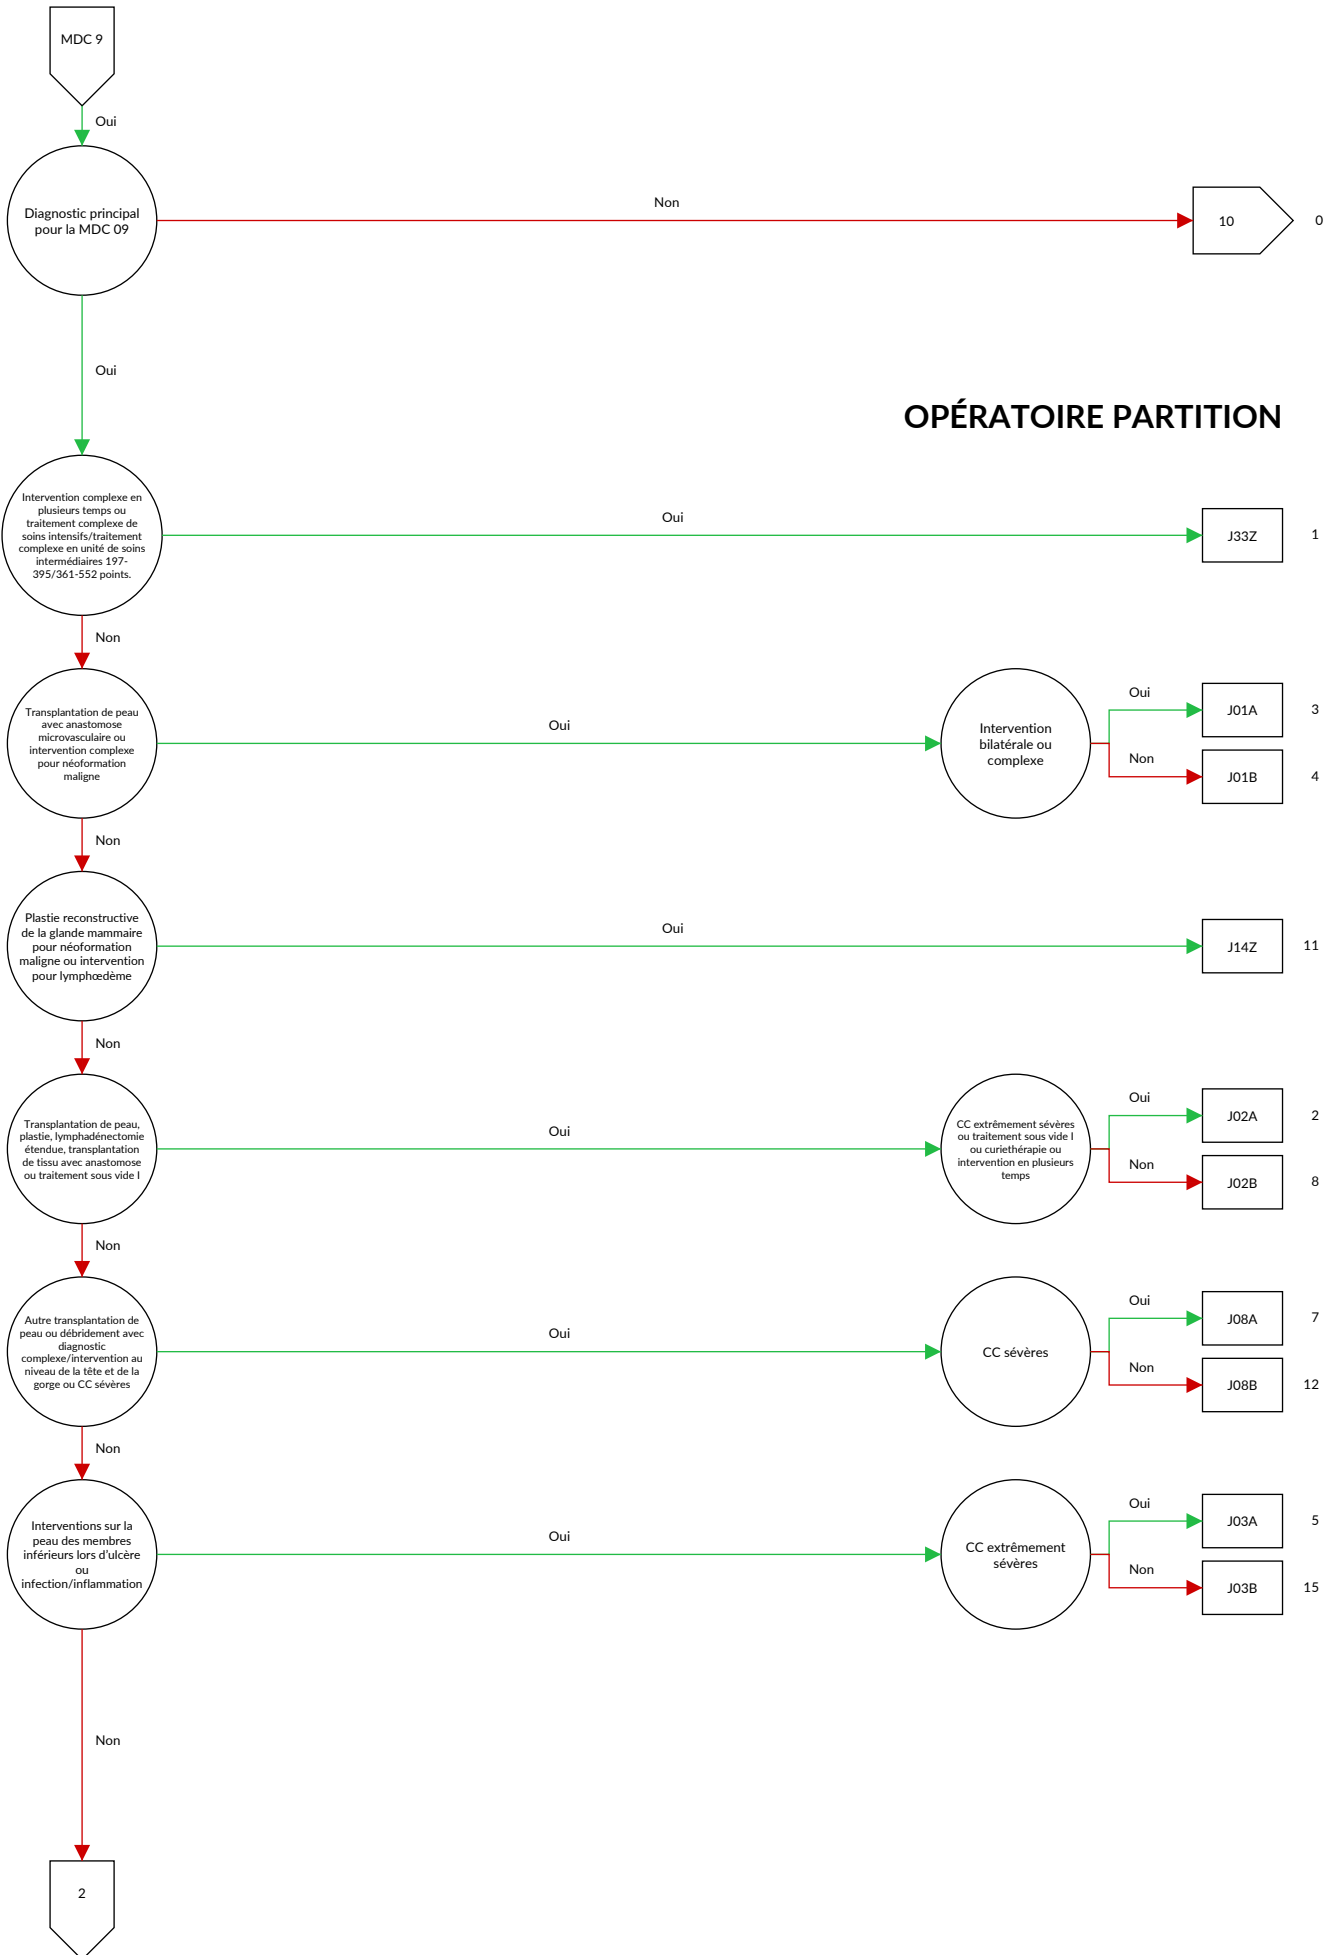 MDC 9
Oui
Diagnostic principal
pour la MDC 09
Non
10
0
Oui
OPÉRATOIRE PARTITION
Intervention complexe en
plusieurs temps ou
traitement complexe de
soins intensifs/traitement
complexe en unité de soins
intermédiaires 197-
395/361-552 points.
Oui
J33Z
1
Non
Transplantation de peau
avec anastomose
microvasculaire ou
intervention complexe
pour néoformation
maligne
Oui
Intervention
bilatérale ou
complexe
Oui
J01A
3
Non
J01B
4
Non
Plastie reconstructive
de la glande mammaire
pour néoformation
maligne ou intervention
pour lymphœdème
Oui
J14Z
11
Non
Transplantation de peau,
plastie, lymphadénectomie
étendue, transplantation
de tissu avec anastomose
ou traitement sous vide I
Oui
CC extrêmement sévères
ou traitement sous vide I
ou curiethérapie ou
intervention en plusieurs
temps
Oui
J02A
2
Non
J02B
8
Non
Autre transplantation de
peau ou débridement avec
diagnostic
complexe/intervention au
niveau de la tête et de la
gorge ou CC sévères
Oui
CC sévères
Oui
J08A
7
Non
J08B
12
Non
Interventions sur la
peau des membres
inférieurs lors d'ulcère
ou
infection/inflammation
Oui
CC extrêmement
sévères
Oui
J03A
5
Non
J03B
15
Non
2